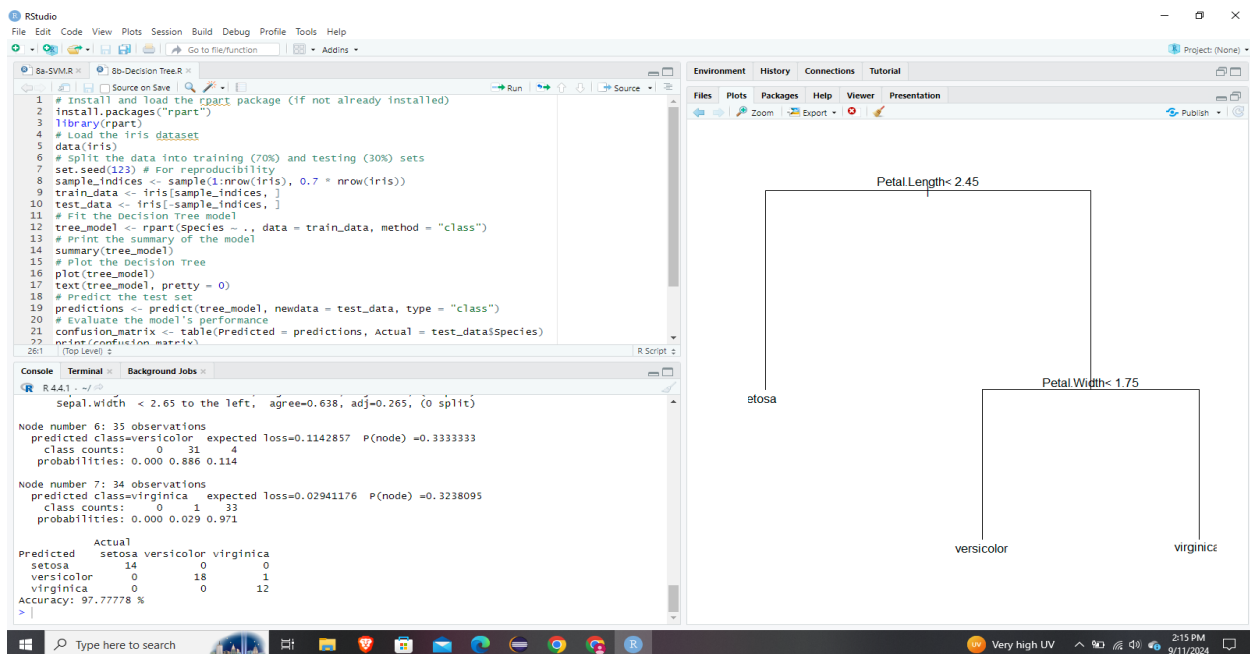 RStudio
File Edit Code View Plots Session Build Debug Profile Tools Help
Go to file/function Addins Project: (None)
8a-SVM.R 8b-Decision Tree.R
Source on Save Run Source
1 # Install and load the rpart package (if not already installed)
2 install.packages("rpart")
3 library(rpart)
4 # Load the iris dataset
5 data(iris)
6 # Split the data into training (70%) and testing (30%) sets
7 set.seed(123) # For reproducibility
8 sample_indices <- sample(1:nrow(iris), 0.7 * nrow(iris))
9 train_data <- iris[sample_indices, ]
10 test_data <- iris[-sample_indices, ]
11 # Fit the Decision Tree model
12 tree_model <- rpart(Species ~ ., data = train_data, method = "class")
13 # Print the summary of the model
14 summary(tree_model)
15 # Plot the Decision Tree
16 plot(tree_model)
17 text(tree_model, pretty = 0)
18 # Predict the test set
19 predictions <- predict(tree_model, newdata = test_data, type = "class")
20 # Evaluate the model's performance
21 confusion_matrix <- table(Predicted = predictions, Actual = test_data$Species)
22 print(confusion_matrix)
26:1 (Top Level) R Script
Console Terminal Background Jobs
R 4.4.1 · ~/
Sepal.Width < 2.65 to the left, agree=0.638, adj=0.265, (0 split)
Node number 6: 35 observations
predicted class=versicolor expected loss=0.1142857 P(node) =0.3333333
class counts: 0 31 4
probabilities: 0.000 0.886 0.114
Node number 7: 34 observations
predicted class=virginica expected loss=0.02941176 P(node) =0.3238095
class counts: 0 1 33
probabilities: 0.000 0.029 0.971
Actual
Predicted setosa versicolor virginica
setosa 14 0 0
versicolor 0 18 1
virginica 0 0 12
Accuracy: 97.77778 %
>
Environment History Connections Tutorial
Files Plots Packages Help Viewer Presentation
Zoom Export Publish
Petal.Length< 2.45
Petal.Width< 1.75
etosa
versicolor
virginica
Type here to search
UV Very high UV
2:15 PM
9/11/2024